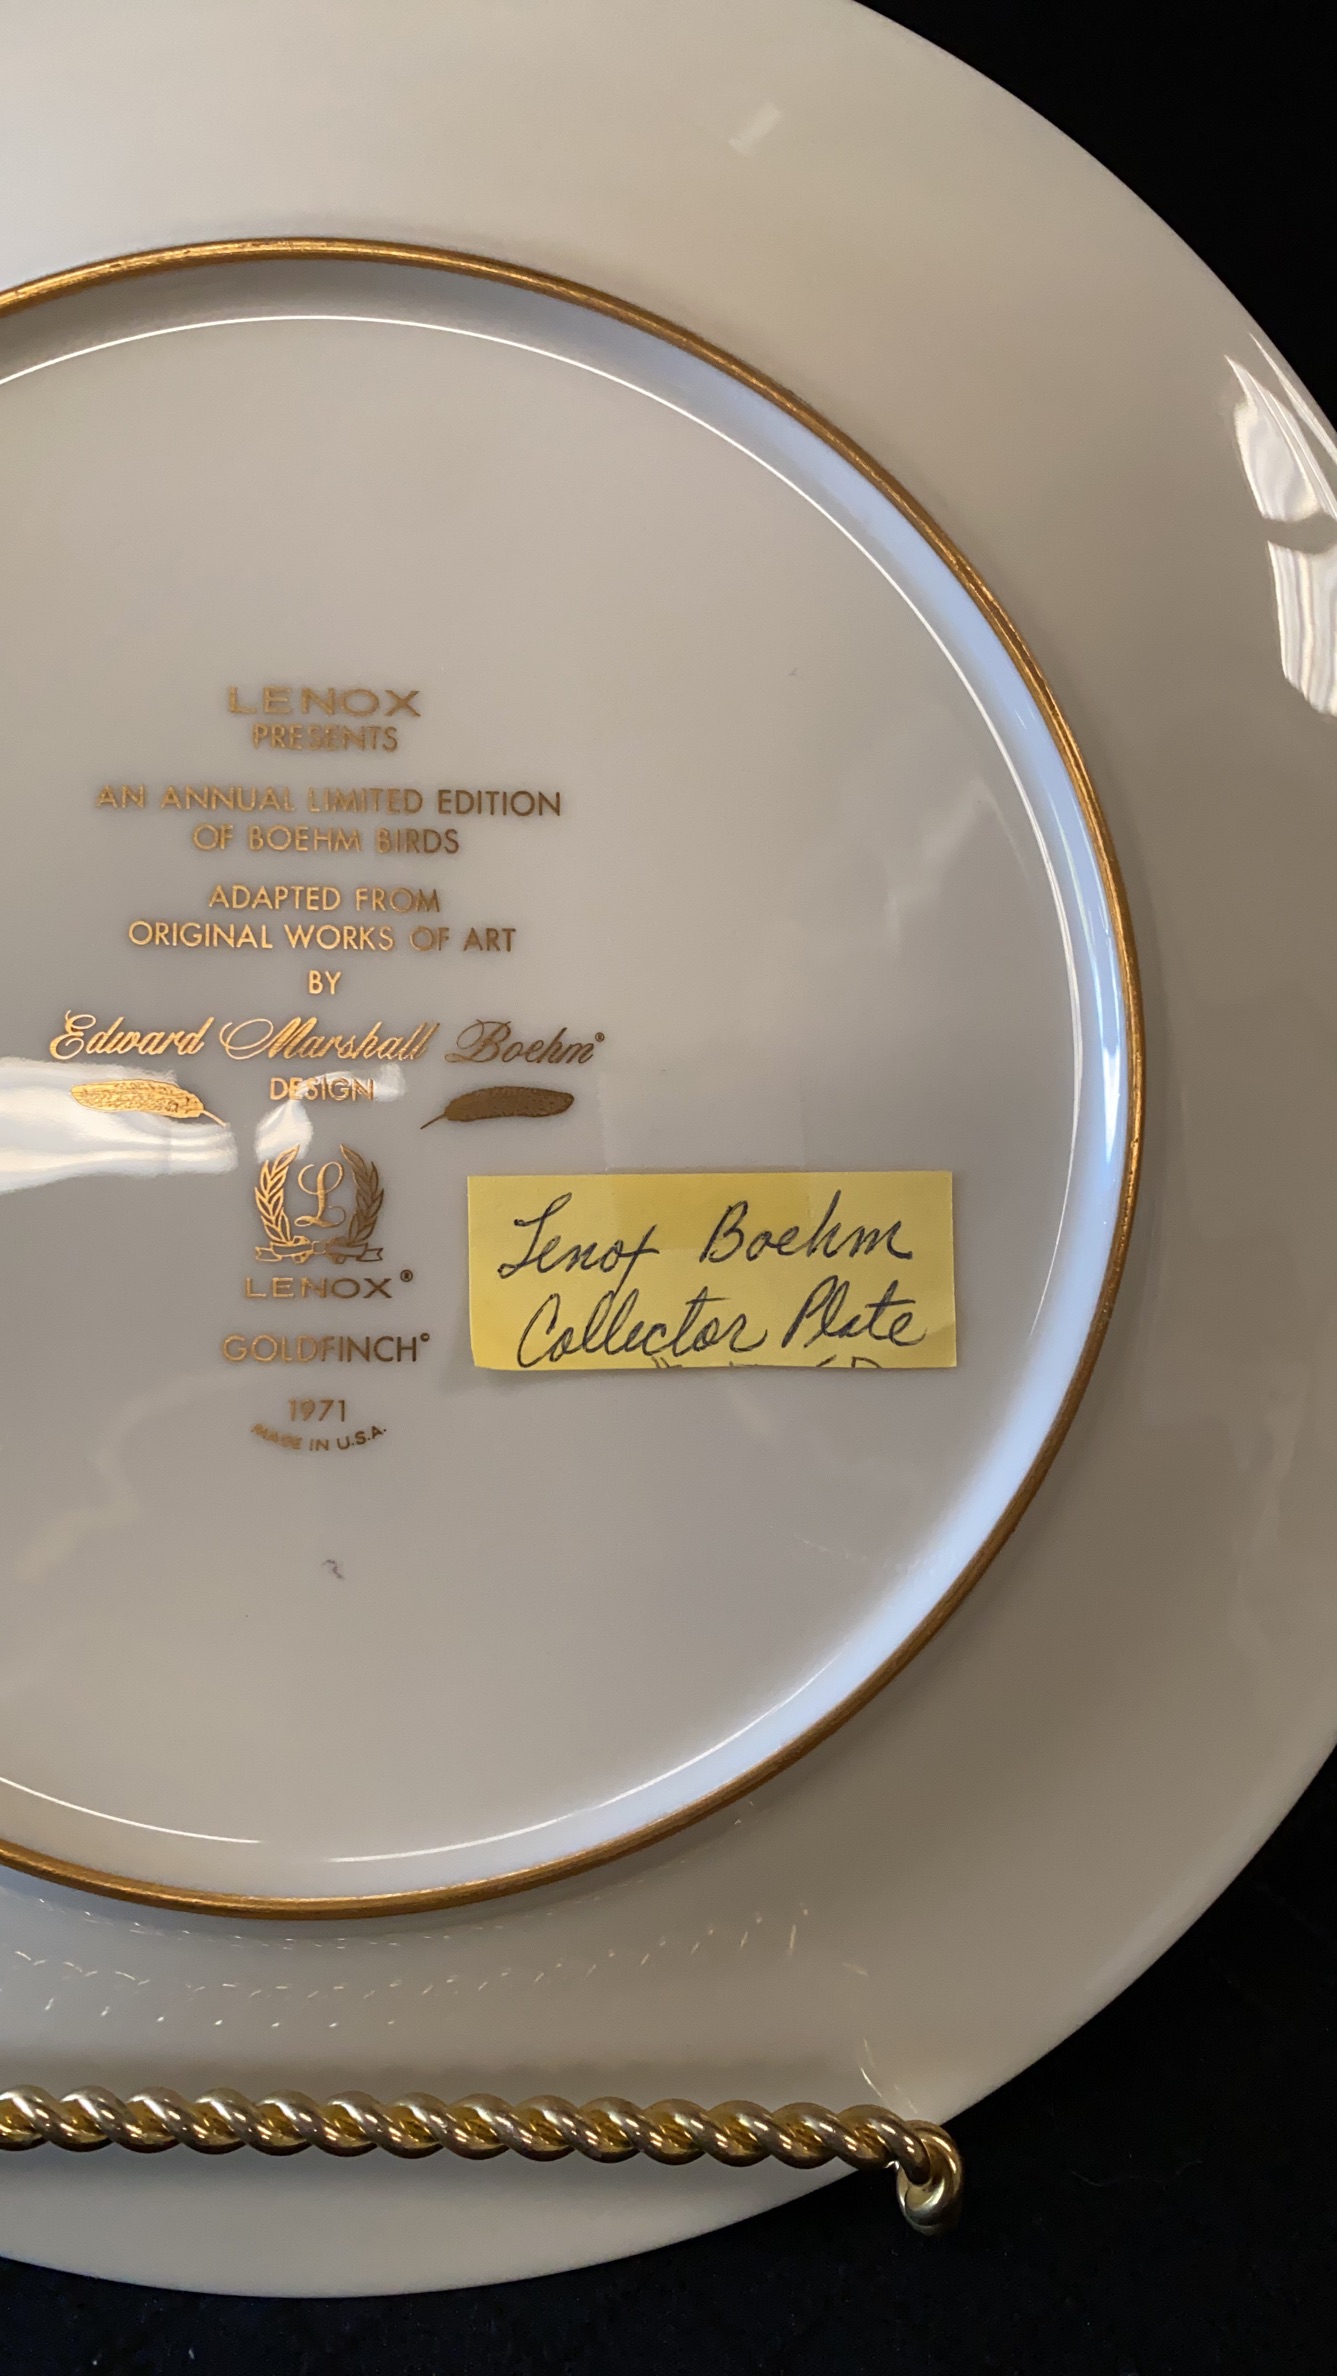 LENOX
PRESENTS
AN ANNUAL LIMITED EDITION
OF BOEHM BIRDS
ADAPTED FROM
ORIGINAL WORKS OF ART
BY
Edward Marshall Boehm®
DESIGN
L
LENOX®
GOLDFINCH©
1971
MADE IN U.S.A.
Lenox Boehm
Collector Plate